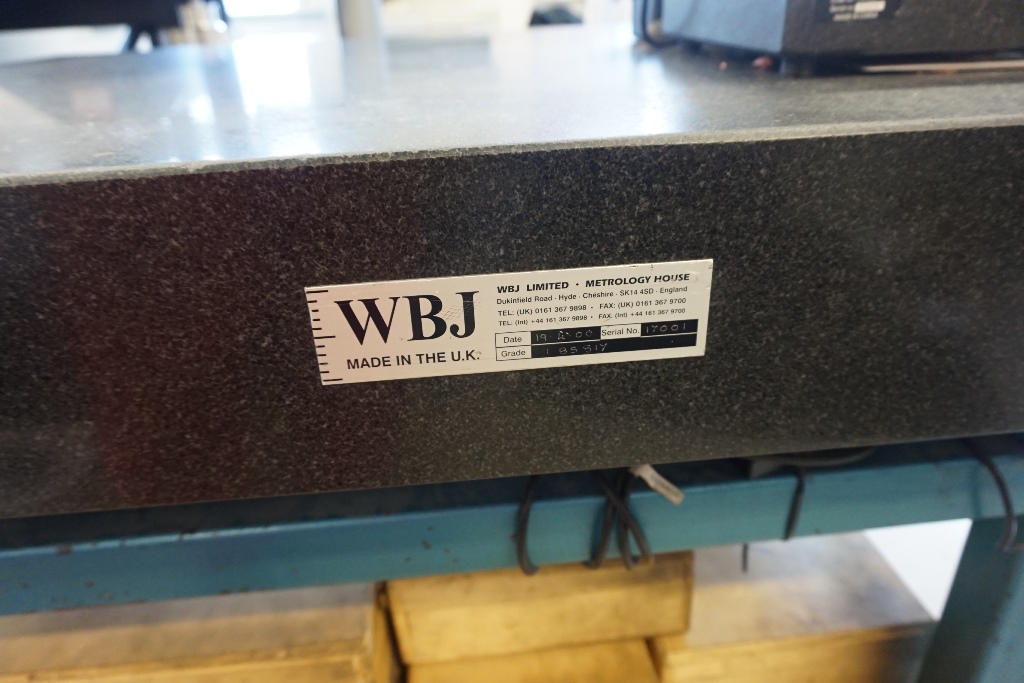 WBJ
MADE IN THE U.K.
WBJ LIMITED · METROLOGY HOUSE
Dukinfield Road · Hyde · Cheshire · SK14 4SD · England
TEL: (UK) 0161 367 9898 · FAX: (UK) 0161 367 9700
TEL: (Int) +44 161 367 9898 · FAX: (Int) +44 161 367 9700
Date Serial No. 17001
Grade 1